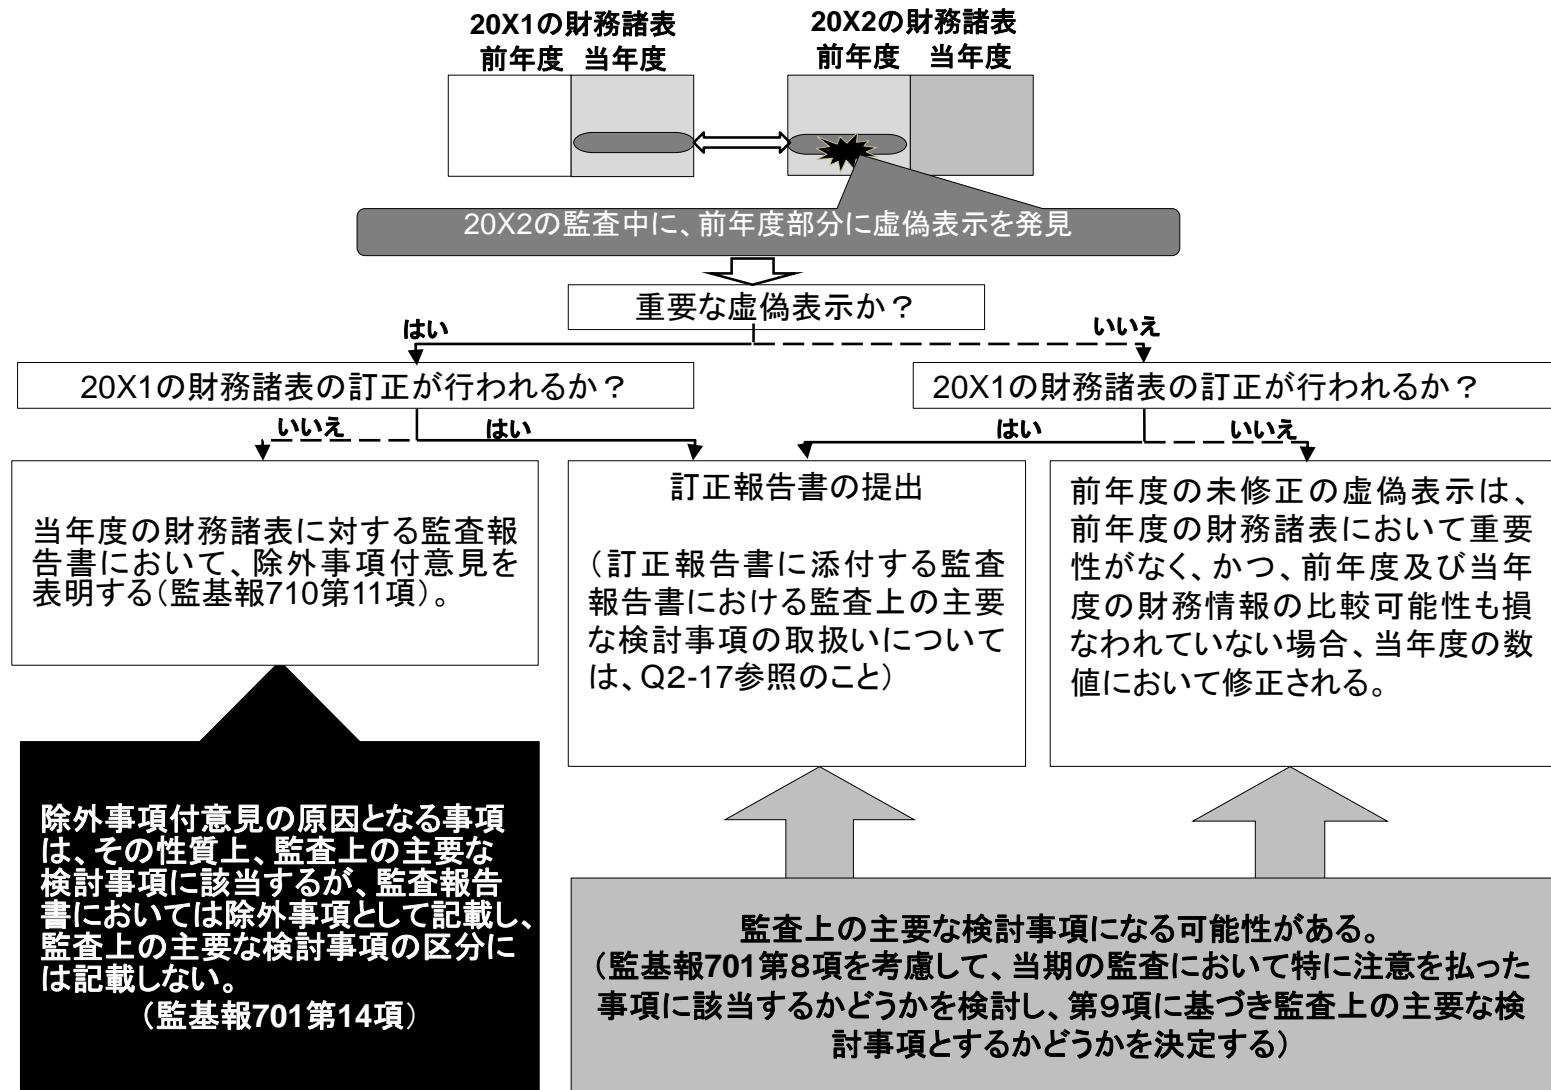 20X1の財務諸表
前年度 当年度
20X2の財務諸表
前年度 当年度
20X2の監査中に、前年度部分に虚偽表示を発見
重要な虚偽表示か？
はい
いいえ
20X1の財務諸表の訂正が行われるか？
20X1の財務諸表の訂正が行われるか？
いいえ
はい
はい
いいえ
当年度の財務諸表に対する監査報
告書において、除外事項付意見を
表明する（監基報710第11項）。
訂正報告書の提出
（訂正報告書に添付する監査
報告書における監査上の主要
な検討事項の取扱いについて
は、Q2-17参照のこと）
前年度の未修正の虚偽表示は、
前年度の財務諸表において重要
性がなく、かつ、前年度及び当年
度の財務情報の比較可能性も損
なわれていない場合、当年度の数
値において修正される。
除外事項付意見の原因となる事項
は、その性質上、監査上の主要な
検討事項に該当するが、監査報告
書においては除外事項として記載し、
監査上の主要な検討事項の区分に
は記載しない。
（監基報701第14項）
監査上の主要な検討事項になる可能性がある。
（監基報701第８項を考慮して、当期の監査において特に注意を払った
事項に該当するかどうかを検討し、第９項に基づき監査上の主要な検
討事項とするかどうかを決定する）